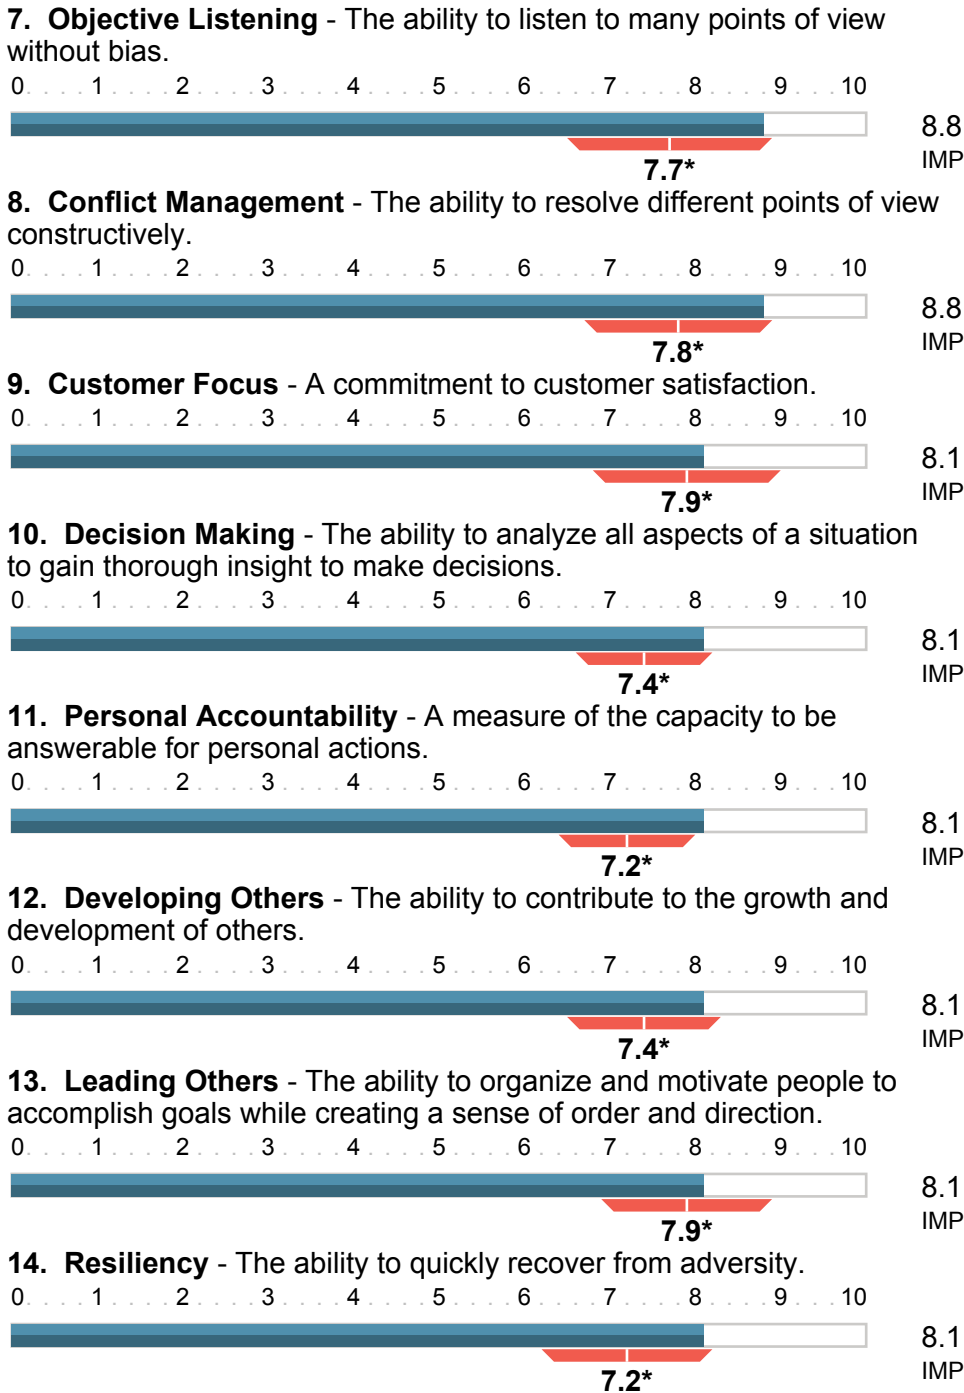 7. Objective Listening - The ability to listen to many points of view
without bias.
0. . . . 1 . . . . 2 . . . . 3 . . . . 4 . . . . 5 . . . . 6 . . . . 7 . . . . 8 . . . . 9 . . . 10
8.8
IMP
7.7*
8. Conflict Management - The ability to resolve different points of view
constructively.
0. . . . 1 . . . . 2 . . . . 3 . . . . 4 . . . . 5 . . . . 6 . . . . 7 . . . . 8 . . . . 9 . . . 10
8.8
IMP
7.8*
9. Customer Focus - A commitment to customer satisfaction.
0. . . . 1 . . . . 2 . . . . 3 . . . . 4 . . . . 5 . . . . 6 . . . . 7 . . . . 8 . . . . 9 . . . 10
8.1
IMP
7.9*
10. Decision Making - The ability to analyze all aspects of a situation
to gain thorough insight to make decisions.
0. . . . 1 . . . . 2 . . . . 3 . . . . 4 . . . . 5 . . . . 6 . . . . 7 . . . . 8 . . . . 9 . . . 10
8.1
IMP
7.4*
11. Personal Accountability - A measure of the capacity to be
answerable for personal actions.
0. . . . 1 . . . . 2 . . . . 3 . . . . 4 . . . . 5 . . . . 6 . . . . 7 . . . . 8 . . . . 9 . . . 10
8.1
IMP
7.2*
12. Developing Others - The ability to contribute to the growth and
development of others.
0. . . . 1 . . . . 2 . . . . 3 . . . . 4 . . . . 5 . . . . 6 . . . . 7 . . . . 8 . . . . 9 . . . 10
8.1
IMP
7.4*
13. Leading Others - The ability to organize and motivate people to
accomplish goals while creating a sense of order and direction.
0. . . . 1 . . . . 2 . . . . 3 . . . . 4 . . . . 5 . . . . 6 . . . . 7 . . . . 8 . . . . 9 . . . 10
8.1
IMP
7.9*
14. Resiliency - The ability to quickly recover from adversity.
0. . . . 1 . . . . 2 . . . . 3 . . . . 4 . . . . 5 . . . . 6 . . . . 7 . . . . 8 . . . . 9 . . . 10
8.1
IMP
7.2*